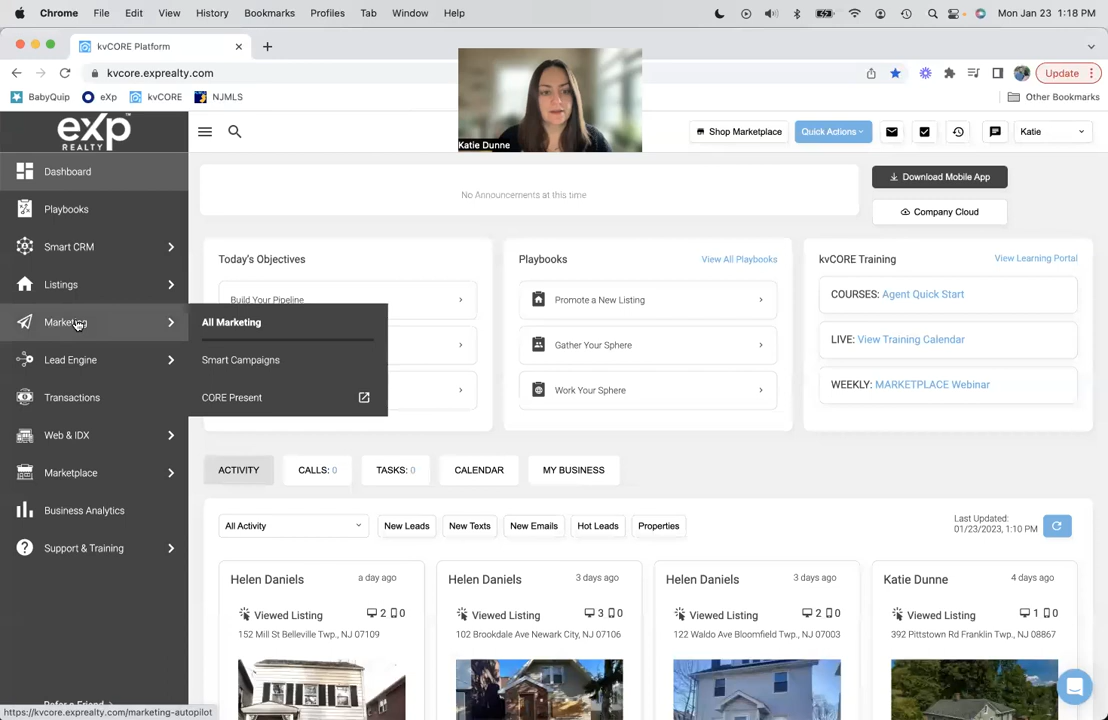 Chrome File Edit View History Bookmarks Profiles Tab Window Help Mon Jan 23 1:18 PM
kvCORE Platform
kvcore.exprealty.com Update
BabyQuip eXp kvCORE NJMLS Other Bookmarks
Katie Dunne
eXp
REALTY
Shop Marketplace Quick Actions Katie
Dashboard
Playbooks
Smart CRM
Listings
Marketing
Lead Engine
Transactions
Web & IDX
Marketplace
Business Analytics
Support & Training
All Marketing
Smart Campaigns
CORE Present
No Announcements at this time
Download Mobile App
Company Cloud
Today's Objectives
Build Your Pipeline
Playbooks View All Playbooks
Promote a New Listing
Gather Your Sphere
Work Your Sphere
kvCORE Training View Learning Portal
COURSES: Agent Quick Start
LIVE: View Training Calendar
WEEKLY: MARKETPLACE Webinar
ACTIVITY CALLS: 0 TASKS: 0 CALENDAR MY BUSINESS
All Activity New Leads New Texts New Emails Hot Leads Properties
Last Updated:
01/23/2023, 1:10 PM
Helen Daniels a day ago
Viewed Listing 2 0
152 Mill St Belleville Twp., NJ 07109
Helen Daniels 3 days ago
Viewed Listing 3 0
102 Brookdale Ave Newark City, NJ 07106
Helen Daniels 3 days ago
Viewed Listing 2 0
122 Waldo Ave Bloomfield Twp., NJ 07003
Katie Dunne 4 days ago
Viewed Listing 1 0
392 Pittstown Rd Franklin Twp., NJ 08867
Refer a Friend
https://kvcore.exprealty.com/marketing-autopilot